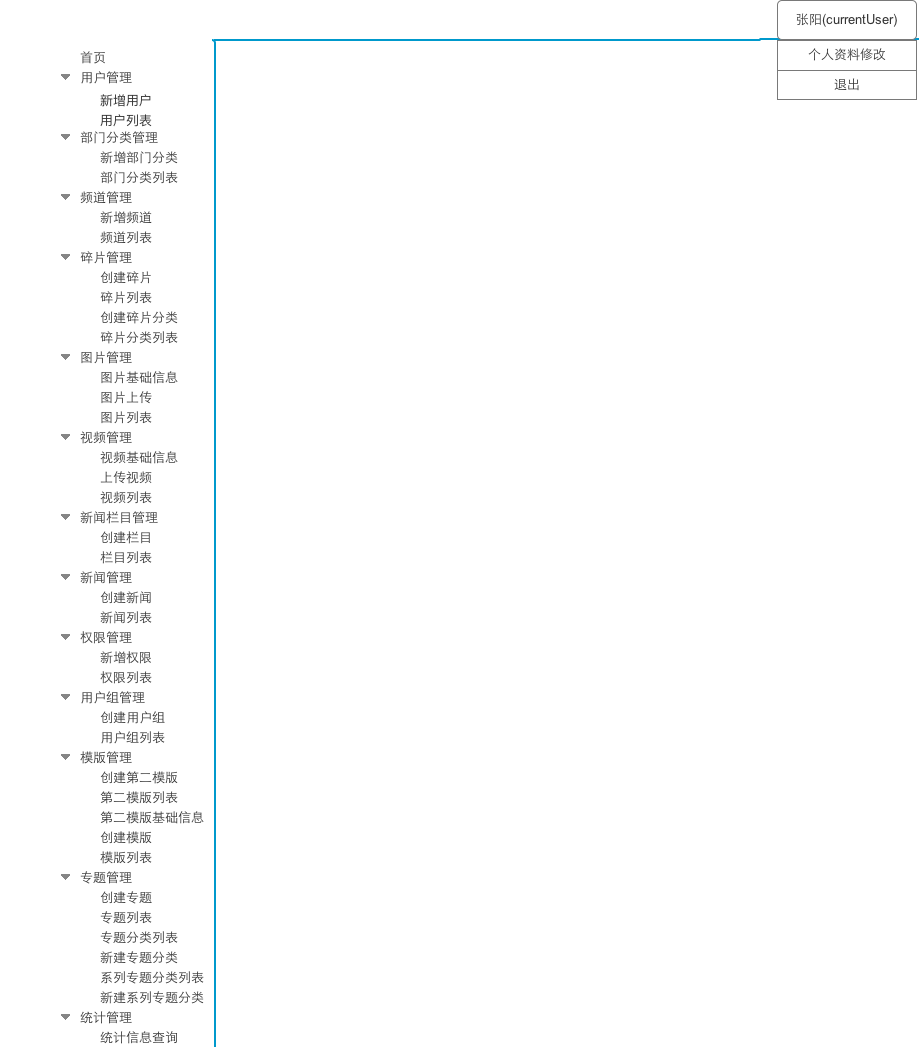 张阳(currentUser)
个人资料修改
退出
首页
用户管理
新增用户
用户列表
部门分类管理
新增部门分类
部门分类列表
频道管理
新增频道
频道列表
碎片管理
创建碎片
碎片列表
创建碎片分类
碎片分类列表
图片管理
图片基础信息
图片上传
图片列表
视频管理
视频基础信息
上传视频
视频列表
新闻栏目管理
创建栏目
栏目列表
新闻管理
创建新闻
新闻列表
权限管理
新增权限
权限列表
用户组管理
创建用户组
用户组列表
模版管理
创建第二模版
第二模版列表
第二模版基础信息
创建模版
模版列表
专题管理
创建专题
专题列表
专题分类列表
新建专题分类
系列专题分类列表
新建系列专题分类
统计管理
统计信息查询